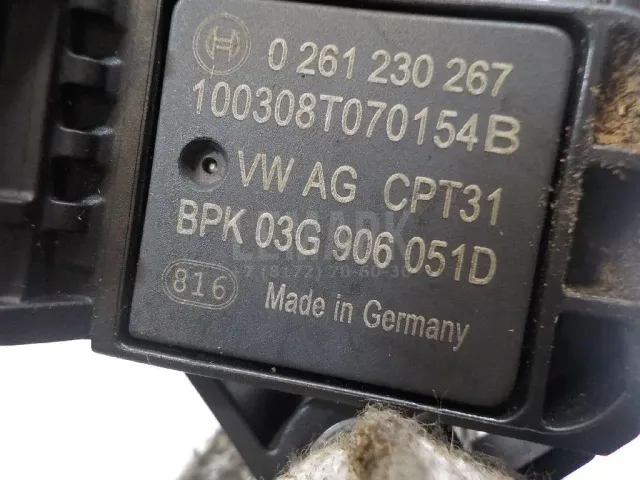 0 261 230 267
100308T070154B
VW AG CPT31
BPK 03G 906 051D
816 Made in Germany